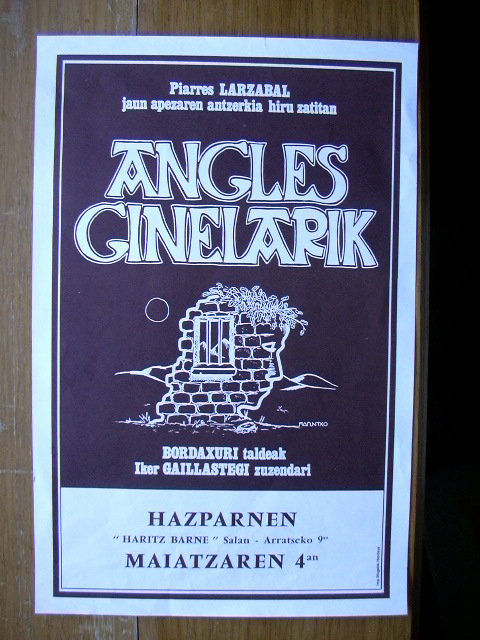 Piarres LARZABAL
jaun apezaren antzerkia hiru zatitan
ANGLES
GINELARIK
BORDAXURI taldeak
Iker GAILLASTEGI zuzendari
HAZPARNEN
" HARITZ BARNE " Salan - Arratseko 9ᵉᵗ
MAIATZAREN 4ᵃⁿ